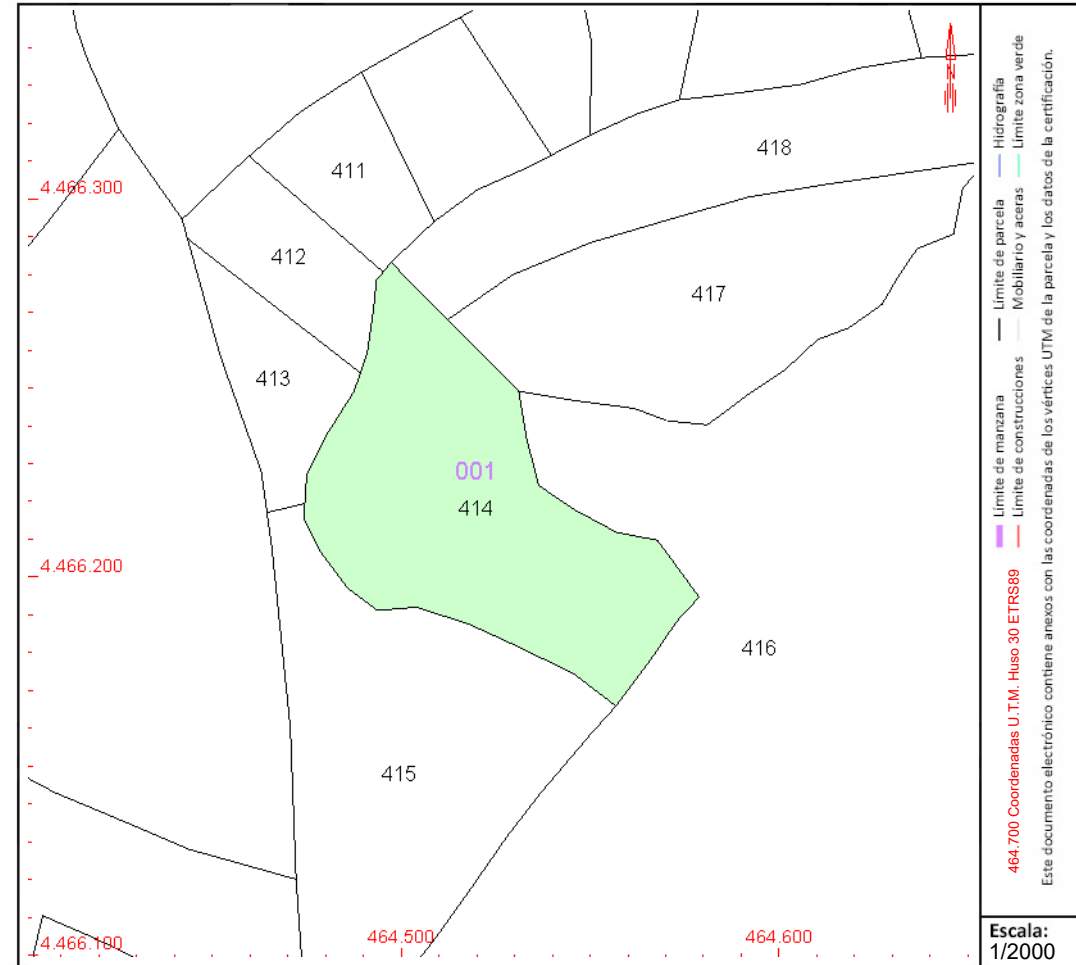 418
411
4.466.300
412
417
413
001
414
4.466.200
416
415
4.466.100
464.500
464.600
N
Límite de manzana
Límite de parcela
Hidrografía
Límite de construcciones
Mobiliario y aceras
Límite zona verde
464.700 Coordenadas U.T.M. Huso 30 ETRS89
Este documento electrónico contiene anexos con las coordenadas de los vértices UTM de la parcela y los datos de la certificación.
Escala:
1/2000